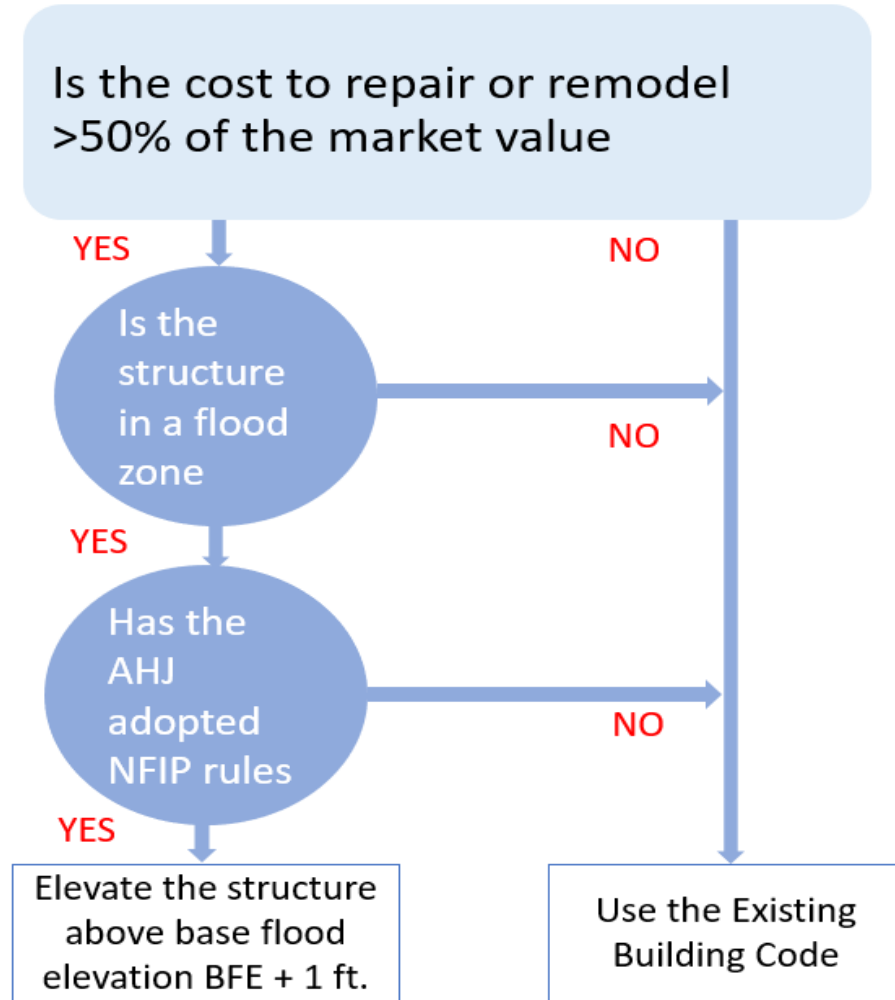 Is the cost to repair or remodel
>50% of the market value
YES
NO
Is the
structure
in a flood
zone
NO
YES
Has the
AHJ
adopted
NFIP rules
NO
YES
Elevate the structure
above base flood
elevation BFE + 1 ft.
Use the Existing
Building Code